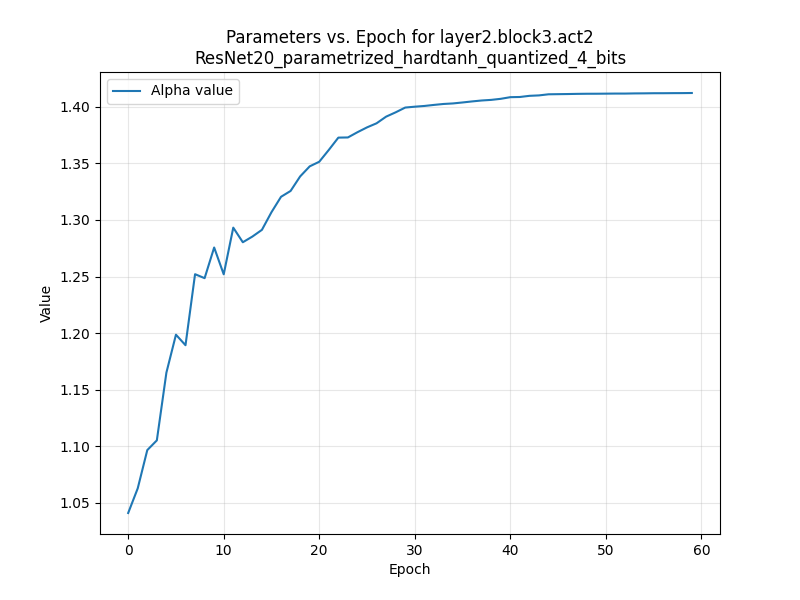 Parameters vs. Epoch for layer2.block3.act2
ResNet20_parametrized_hardtanh_quantized_4_bits
Alpha value
1.40
1.35
1.30
1.25
1.20
1.15
1.10
1.05
Value
0 10 20 30 40 50 60
Epoch